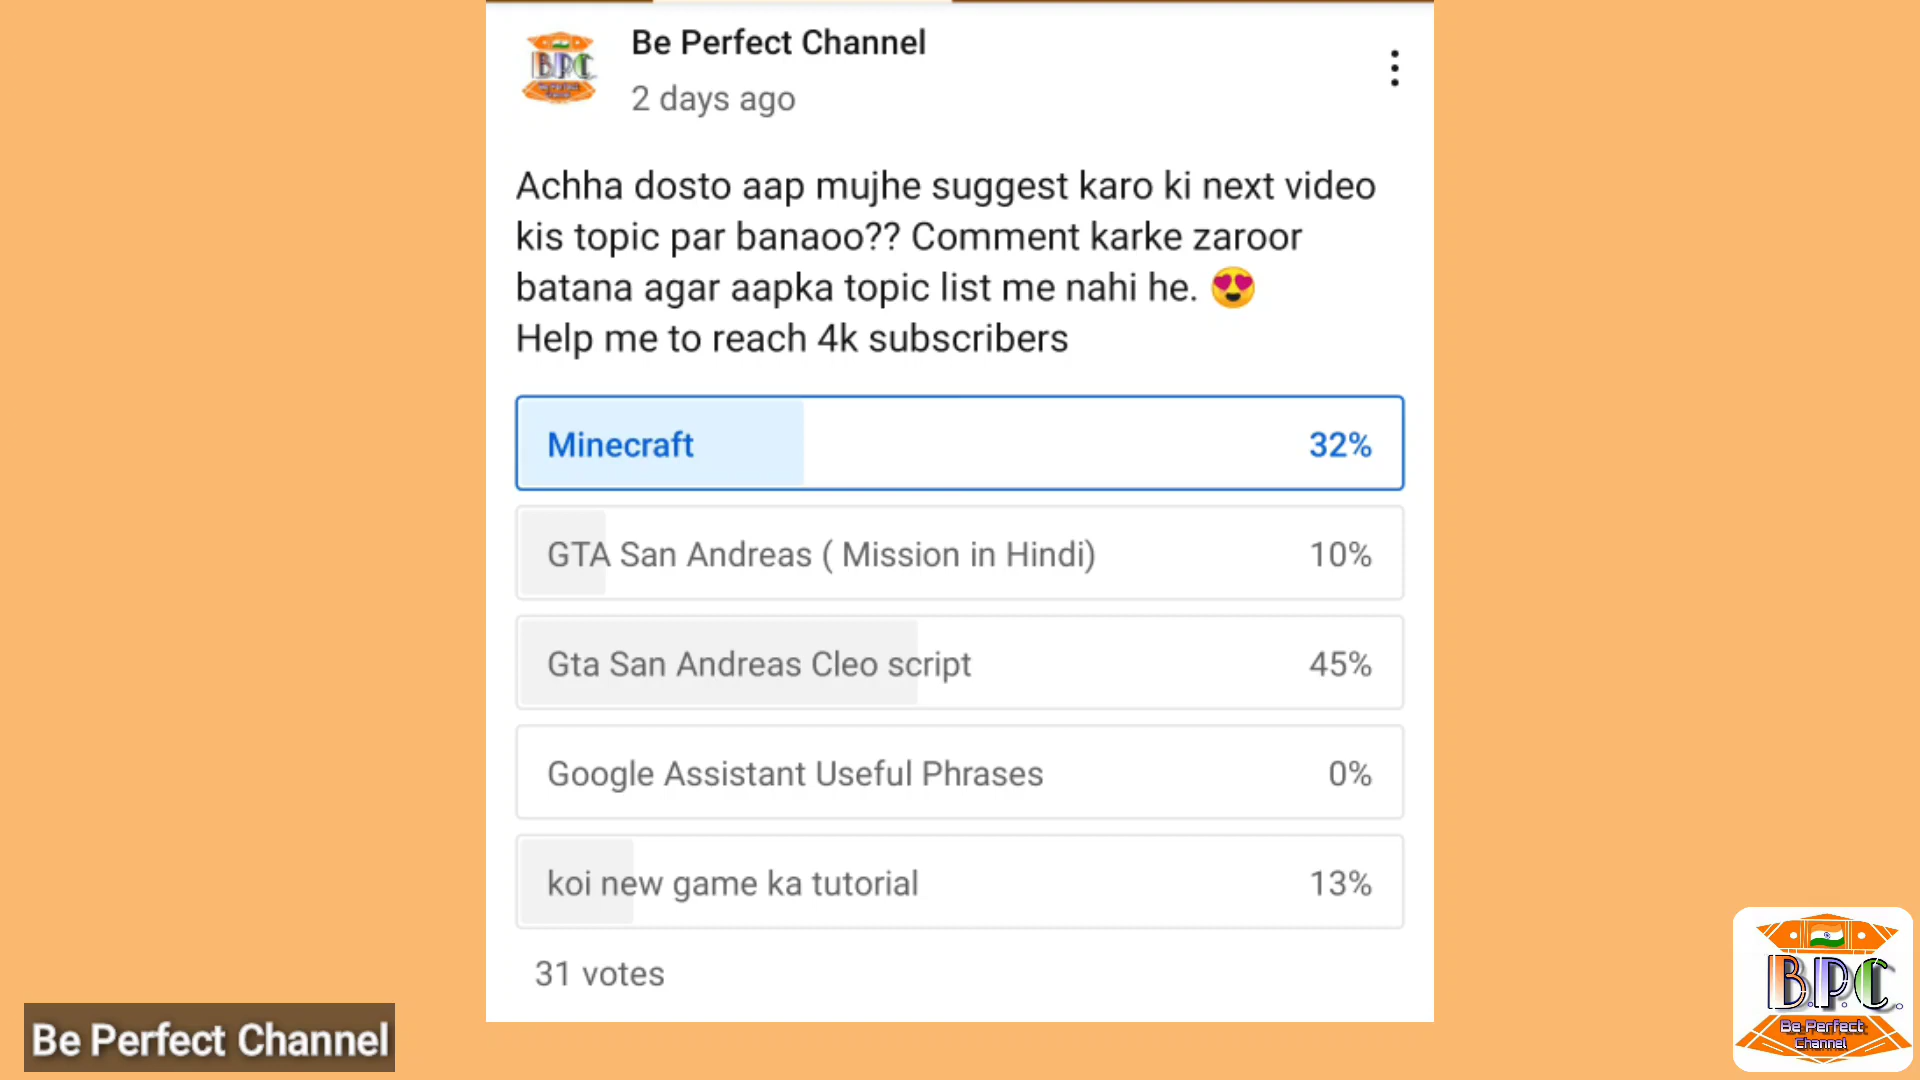 B.P.C.
Be Perfect Channel
2 days ago
Achha dosto aap mujhe suggest karo ki next video
kis topic par banaoo?? Comment karke zaroor
batana agar aapka topic list me nahi he. 😍
Help me to reach 4k subscribers
Minecraft 32%
GTA San Andreas ( Mission in Hindi) 10%
Gta San Andreas Cleo script 45%
Google Assistant Useful Phrases 0%
koi new game ka tutorial 13%
31 votes
Be Perfect Channel
B.P.C.
Be Perfect
Channel